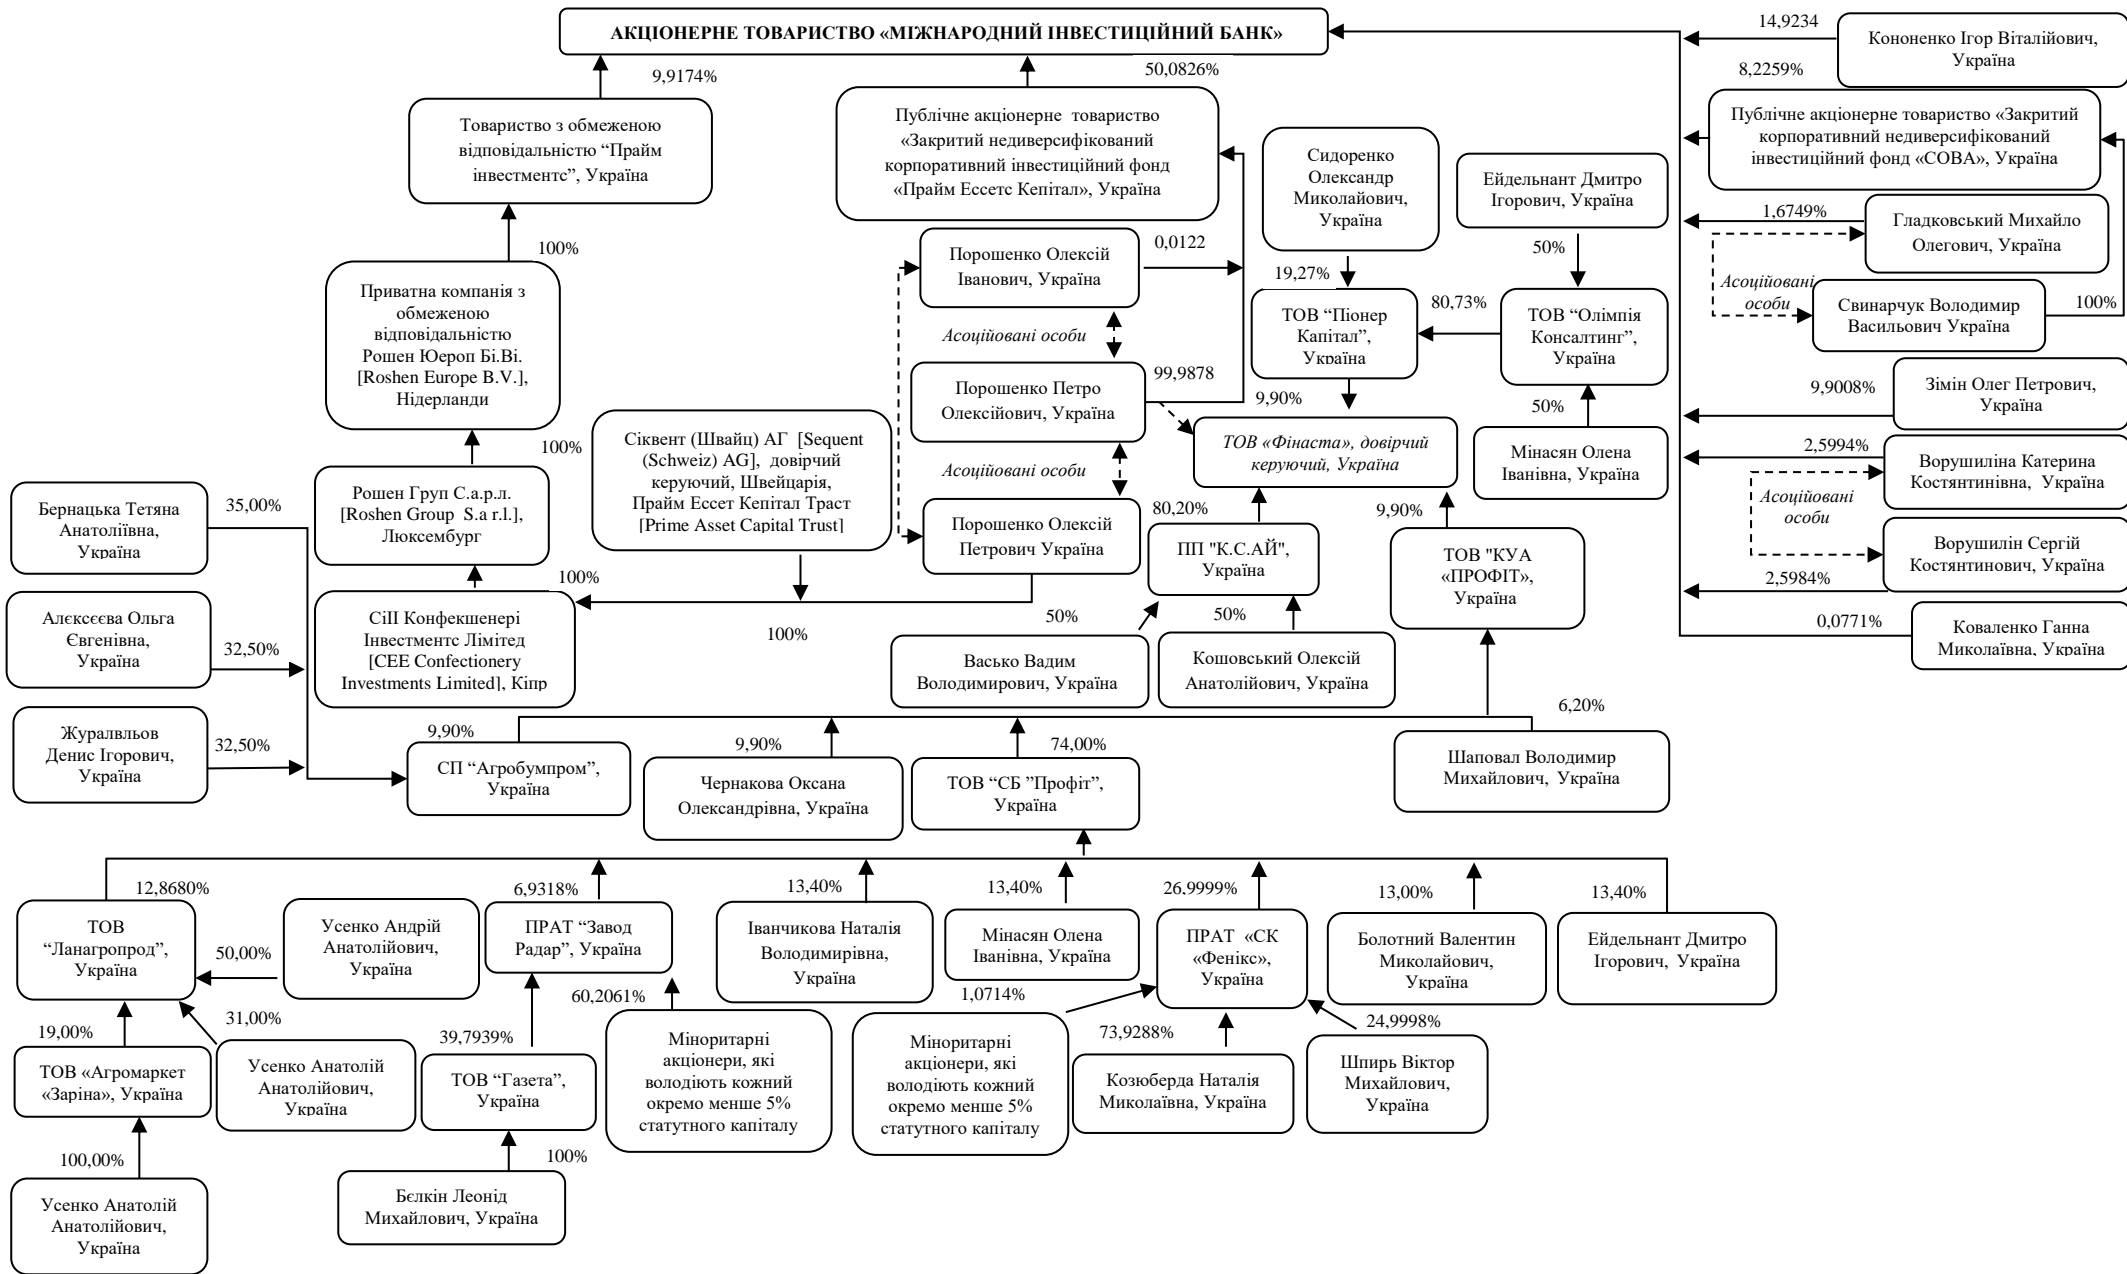 АКЦІОНЕРНЕ ТОВАРИСТВО «МІЖНАРОДНИЙ ІНВЕСТИЦІЙНИЙ БАНК»
9,9174%
50,0826%
14,9234
Кононенко Ігор Віталійович,
Україна
8,2259%
Товариство з обмеженою
відповідальністю “Прайм
інвестментс”, Україна
Публічне акціонерне товариство
«Закритий недиверсифікований
корпоративний інвестиційний фонд
«Прайм Ессетс Кепітал», Україна
Сидоренко
Олександр
Миколайович,
Україна
Ейдельнант Дмитро
Ігорович, Україна
Публічне акціонерне товариство «Закритий
корпоративний недиверсифікований
інвестиційний фонд «СОВА», Україна
1,6749%
Гладковський Михайло
Олегович, Україна
Асоційовані
особи
Свинарчук Володимир
Васильович Україна
100%
100%
Порошенко Олексій
Іванович, Україна
0,0122
19,27%
50%
Приватна компанія з
обмеженою
відповідальністю
Рошен Юероп Бі.Ві.
[Roshen Europe B.V.],
Нідерланди
Асоційовані особи
ТОВ “Піонер
Капітал”,
Україна
80,73%
ТОВ “Олімпія
Консалтинг”,
Україна
Порошенко Петро
Олексійович, Україна
99,9878
9,90%
50%
9,9008%
Зімін Олег Петрович,
Україна
100%
Сіквент (Швайц) АГ [Sequent
(Schweiz) AG], довірчий
керуючий, Швейцарія,
Прайм Ессет Кепітал Траст
[Prime Asset Capital Trust]
Асоційовані особи
ТОВ «Фінаста», довірчий
керуючий, Україна
Мінасян Олена
Іванівна, Україна
2,5994%
Ворушиліна Катерина
Костянтинівна, Україна
Асоційовані
особи
Ворушилін Сергій
Костянтинович, Україна
2,5984%
0,0771%
Коваленко Ганна
Миколаївна, Україна
Бернацька Тетяна
Анатоліївна,
Україна
35,00%
Рошен Груп С.а.р.л.
[Roshen Group S.a r.l.],
Люксембург
Порошенко Олексій
Петрович Україна
80,20%
9,90%
ПП "К.С.АЙ",
Україна
ТОВ "КУА
«ПРОФІТ»,
Україна
100%
100%
Алєксєєва Ольга
Євгенівна,
Україна
32,50%
СіІІ Конфекшенері
Інвестментс Лімітед
[CEE Confectionery
Investments Limited], Кіпр
50%
50%
Васько Вадим
Володимирович, Україна
Кошовський Олексій
Анатолійович, Україна
Журалвльов
Денис Ігорович,
Україна
32,50%
9,90%
СП “Агробумпром”,
Україна
9,90%
Чернакова Оксана
Олександрівна, Україна
74,00%
ТОВ “СБ ”Профіт”,
Україна
6,20%
Шаповал Володимир
Михайлович, Україна
12,8680%
6,9318%
13,40%
13,40%
26,9999%
13,00%
13,40%
ТОВ
“Ланагропрод”,
Україна
50,00%
Усенко Андрій
Анатолійович,
Україна
ПРАТ “Завод
Радар”, Україна
Іванчикова Наталія
Володимирівна,
Україна
Мінасян Олена
Іванівна, Україна
ПРАТ «СК
«Фенікс»,
Україна
Болотний Валентин
Миколайович,
Україна
Ейдельнант Дмитро
Ігорович, Україна
19,00%
31,00%
39,7939%
60,2061%
1,0714%
73,9288%
24,9998%
ТОВ «Агромаркет
«Заріна», Україна
Усенко Анатолій
Анатолійович,
Україна
ТОВ “Газета”,
Україна
Міноритарні
акціонери, які
володіють кожний
окремо менше 5%
статутного капіталу
Міноритарні
акціонери, які
володіють кожний
окремо менше 5%
статутного капіталу
Козюберда Наталія
Миколаївна, Україна
Шпирь Віктор
Михайлович,
Україна
100,00%
100%
Усенко Анатолій
Анатолійович,
Україна
Бєлкін Леонід
Михайлович, Україна